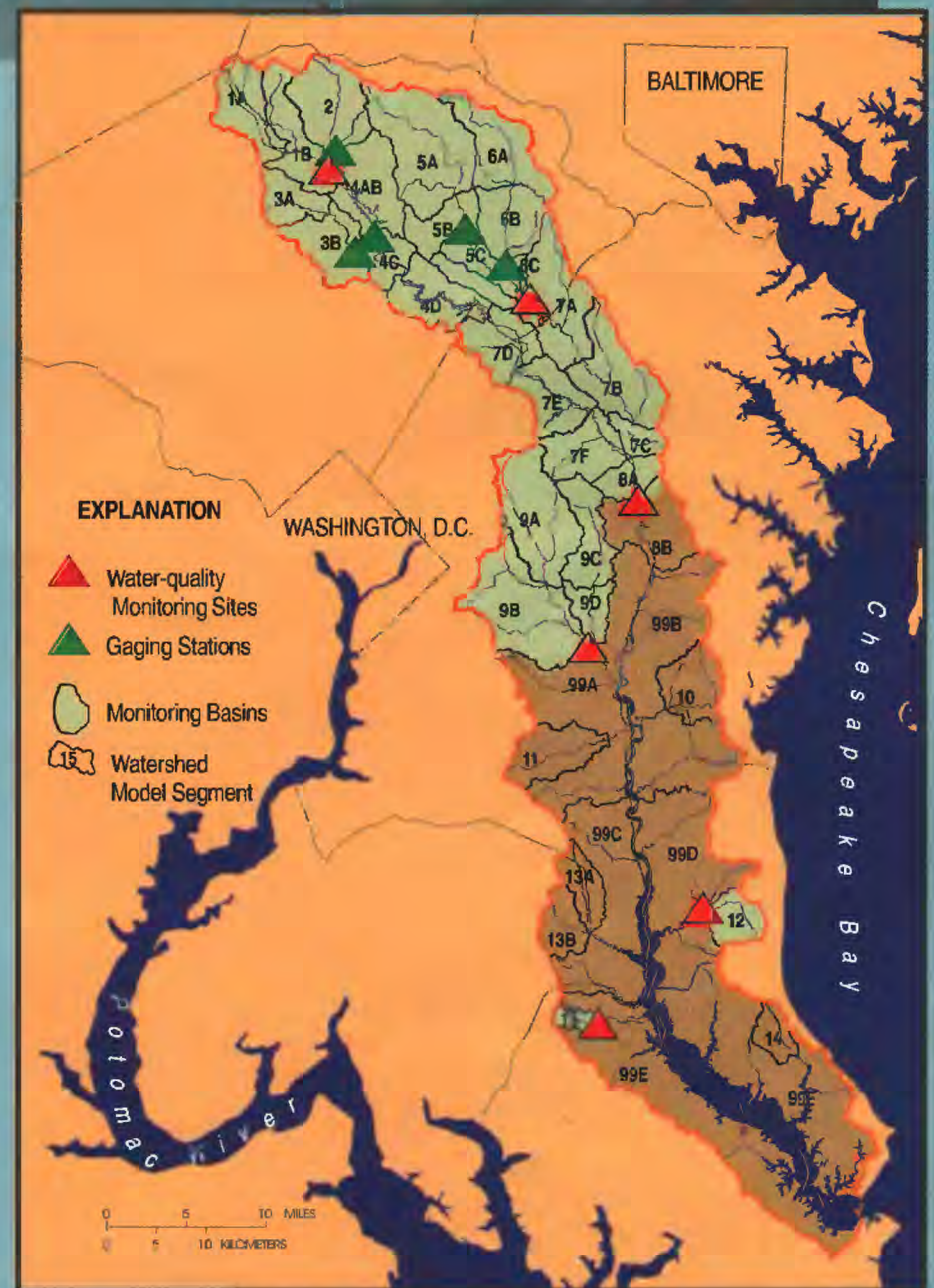 BALTIMORE
1A
2
1B
5A
6A
4AB
3A
6B
5B
3B
5C
4C
4D
7A
7D
7B
7E
7C
7F
8A
EXPLANATION
WASHINGTON, D.C.
9A
8B
9C
Water-quality
Monitoring Sites
9D
9B
99B
Gaging Stations
99A
10
Monitoring Basins
11
15
Watershed
Model Segment
99C
99D
13A
12
13B
14
99E
Chesapeake Bay
Potomac River
0 5 10 MILES
0 5 10 KILOMETERS